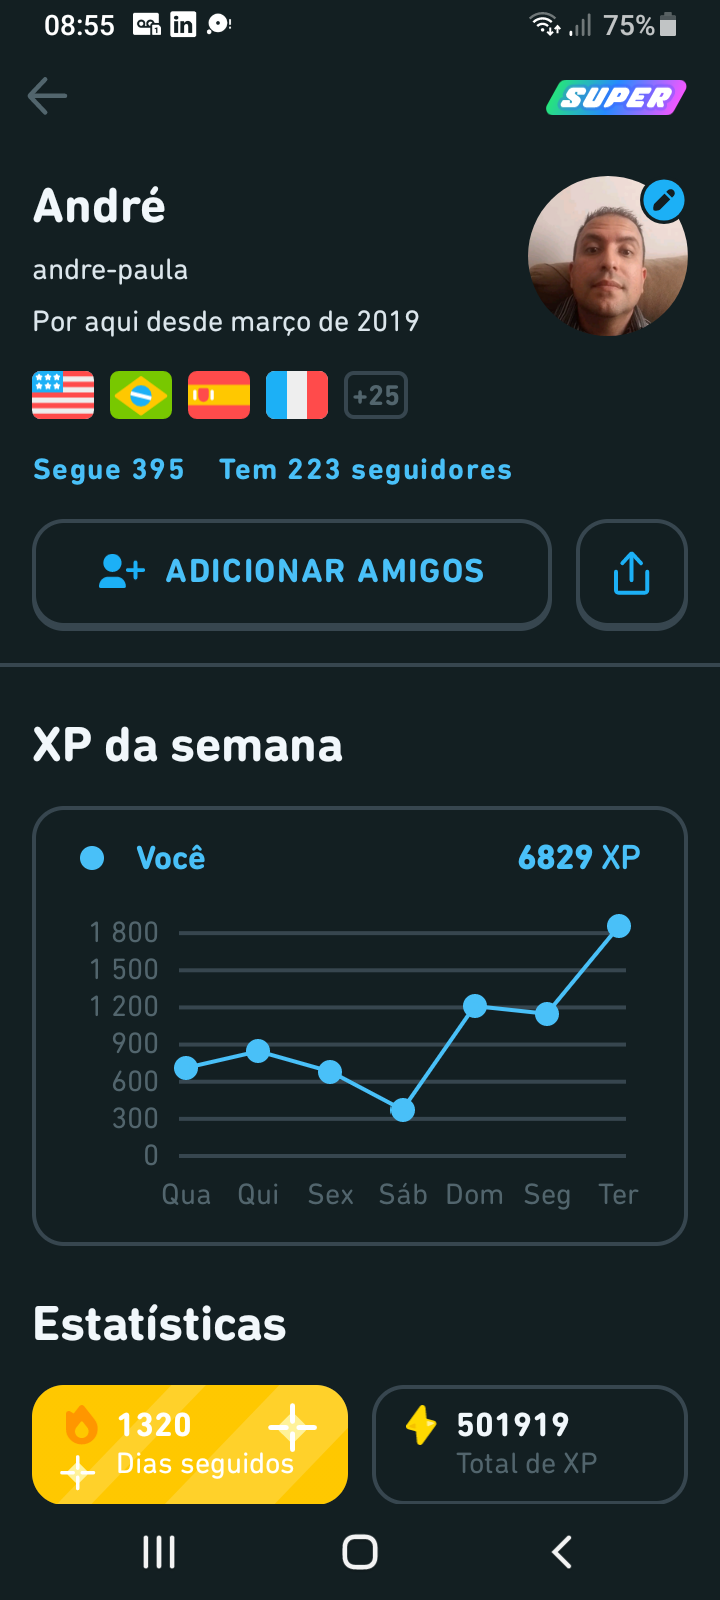 08:55
in
75%
SUPER
André
andre-paula
Por aqui desde março de 2019
+25
Segue 395 Tem 223 seguidores
ADICIONAR AMIGOS
XP da semana
Você 6829 XP
1 800
1 500
1 200
900
600
300
0
Qua Qui Sex Sáb Dom Seg Ter
Estatísticas
1320
Dias seguidos
501919
Total de XP